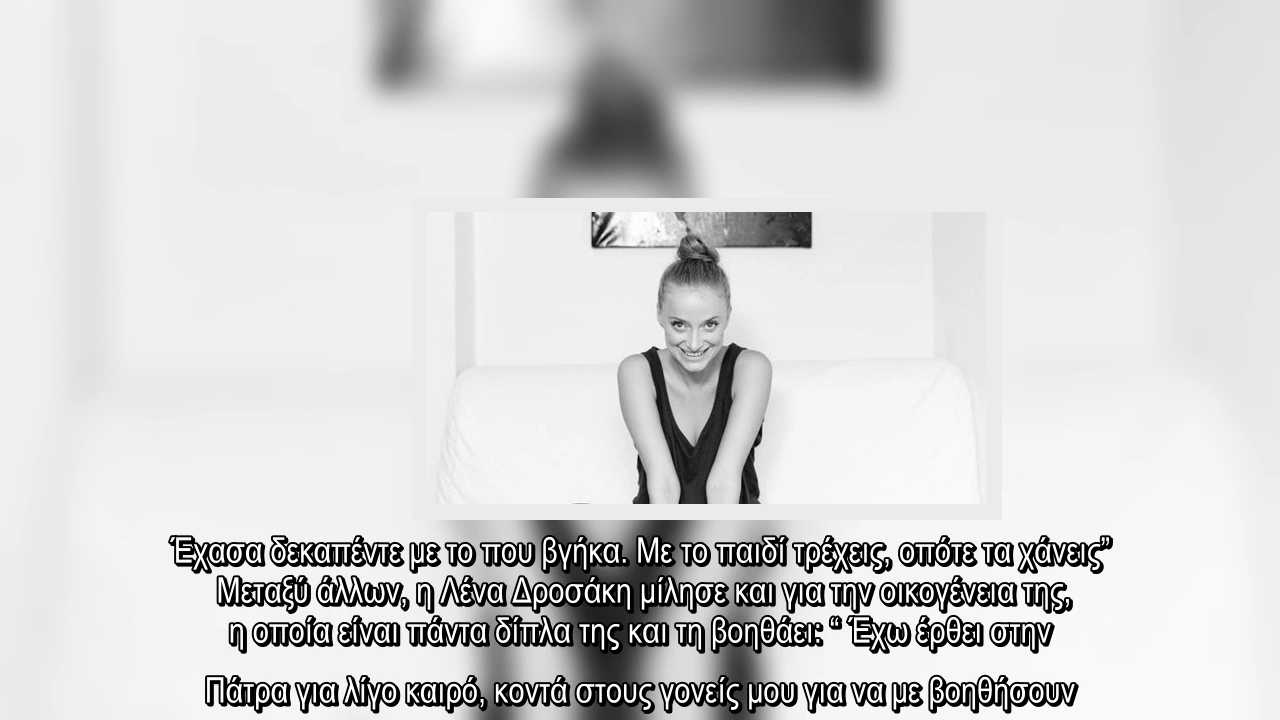 Έχασα δεκαπέντε με το που βγήκα. Με το παιδί τρέχεις, οπότε τα χάνεις”
Μεταξύ άλλων, η Λένα Δροσάκη μίλησε και για την οικογένεια της,
η οποία είναι πάντα δίπλα της και τη βοηθάει: “ Έχω έρθει στην
Πάτρα για λίγο καιρό, κοντά στους γονείς μου για να με βοηθήσουν